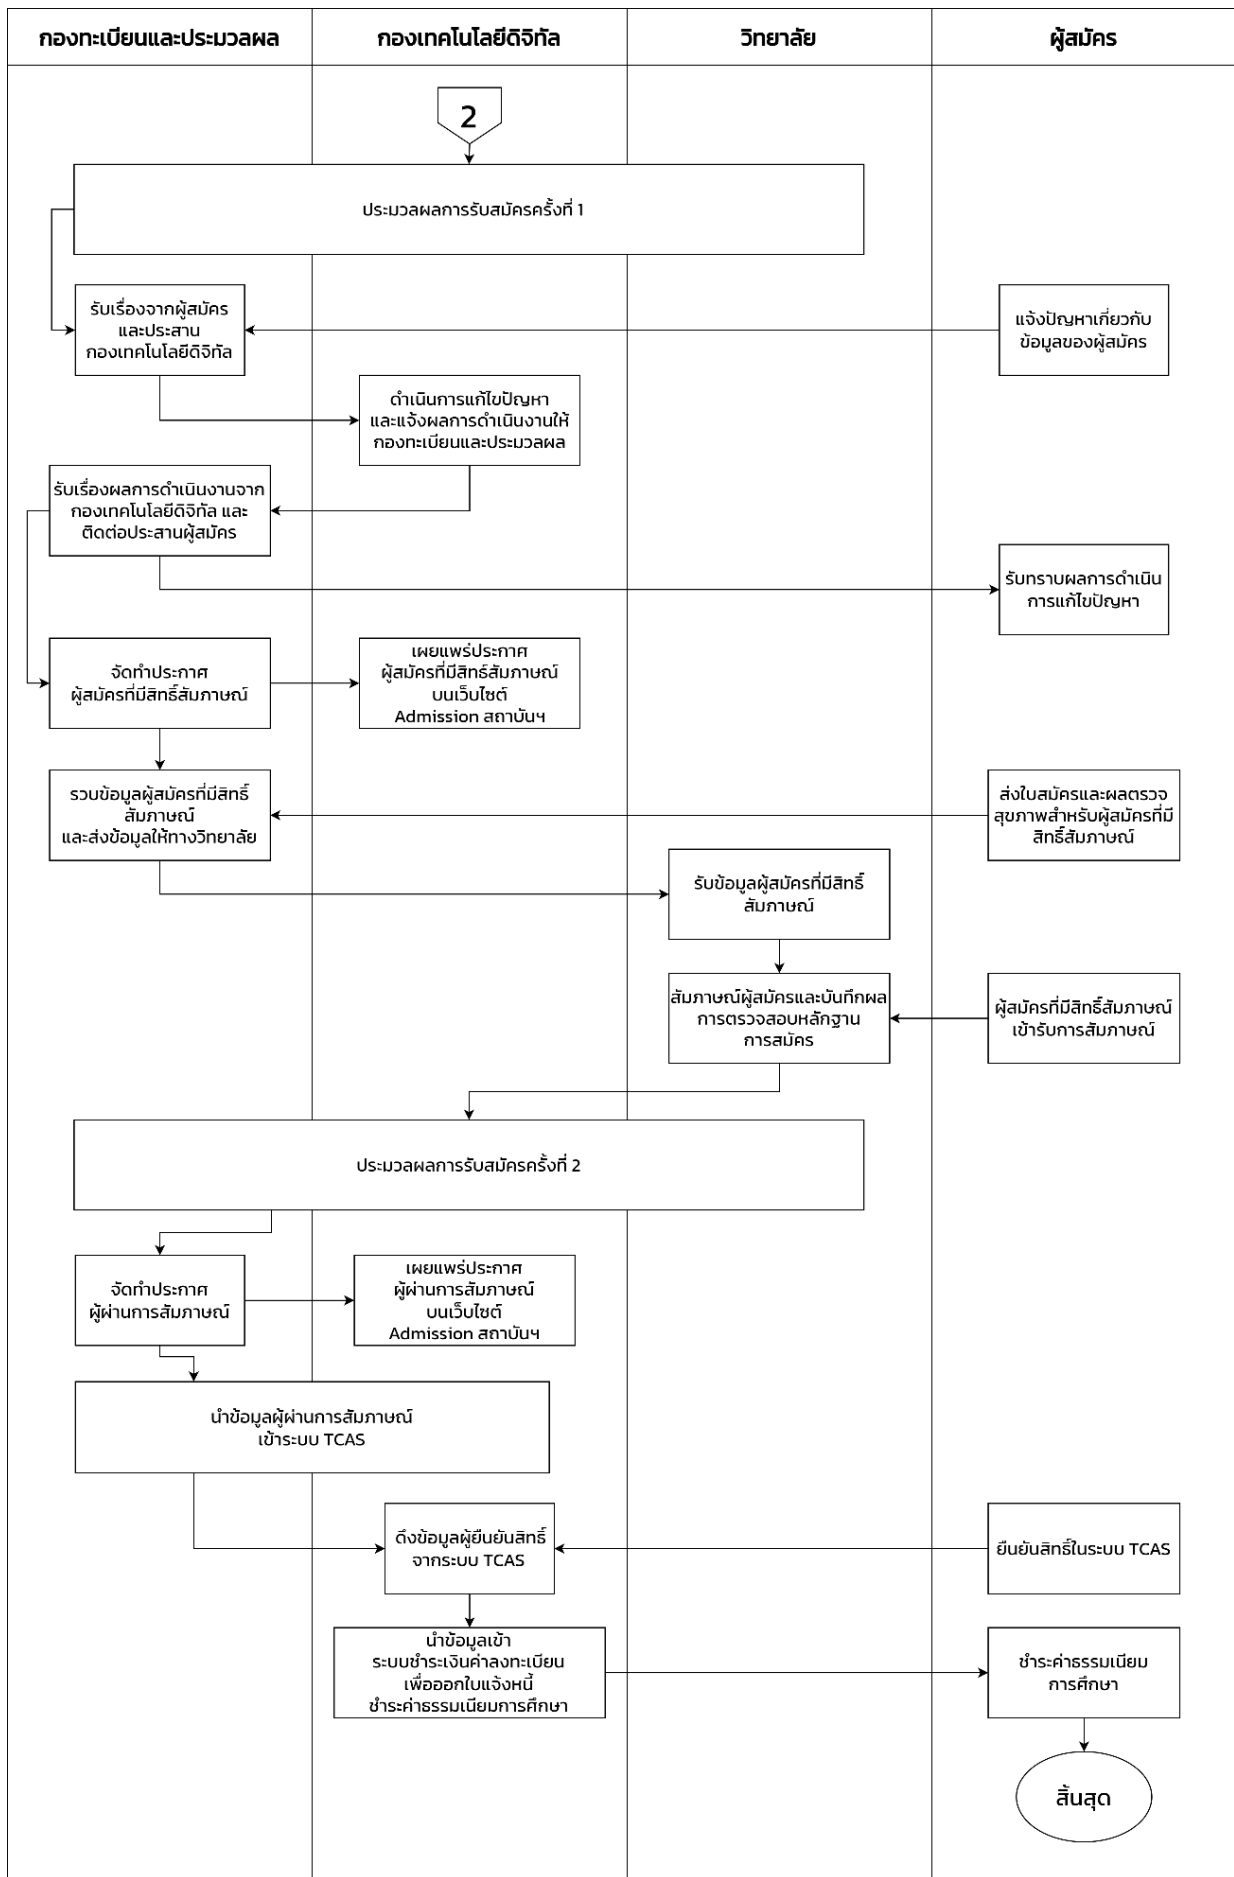 กองทะเบียนและประมวลผล
กองเทคโนโลยีดิจิทัล
วิทยาลัย
ผู้สมัคร
2
ประมวลผลการรับสมัครครั้งที่ 1
รับเรื่องจากผู้สมัคร
และประสาน
กองเทคโนโลยีดิจิทัล
แจ้งปัญหาเกี่ยวกับ
ข้อมูลของผู้สมัคร
ดำเนินการแก้ไขปัญหา
และแจ้งผลการดำเนินงานให้
กองทะเบียนและประมวลผล
รับเรื่องผลการดำเนินงานจาก
กองเทคโนโลยีดิจิทัล และ
ติดต่อประสานผู้สมัคร
รับทราบผลการดำเนิน
การแก้ไขปัญหา
จัดทำประกาศ
ผู้สมัครที่มีสิทธิ์สัมภาษณ์
เผยแพร่ประกาศ
ผู้สมัครที่มีสิทธ์สัมภาษณ์
บนเว็บไซต์
Admission สถาบันฯ
รวบข้อมูลผู้สมัครที่มีสิทธิ์
สัมภาษณ์
และส่งข้อมูลให้ทางวิทยาลัย
ส่งใบสมัครและผลตรวจ
สุขภาพสำหรับผู้สมัครที่มี
สิทธิ์สัมภาษณ์
รับข้อมูลผู้สมัครที่มีสิทธิ์
สัมภาษณ์
สัมภาษณ์ผู้สมัครและบันทึกผล
การตรวจสอบหลักฐาน
การสมัคร
ผู้สมัครที่มีสิทธิ์สัมภาษณ์
เข้ารับการสัมภาษณ์
ประมวลผลการรับสมัครครั้งที่ 2
จัดทำประกาศ
ผู้ผ่านการสัมภาษณ์
เผยแพร่ประกาศ
ผู้ผ่านการสัมภาษณ์
บนเว็บไซต์
Admission สถาบันฯ
นำข้อมูลผู้ผ่านการสัมภาษณ์
เข้าระบบ TCAS
ดึงข้อมูลผู้ยืนยันสิทธิ์
จากระบบ TCAS
ยืนยันสิทธิ์ในระบบ TCAS
นำข้อมูลเข้า
ระบบชำระเงินค่าลงทะเบียน
เพื่อออกใบแจ้งหนี้
ชำระค่าธรรมเนียมการศึกษา
ชำระค่าธรรมเนียม
การศึกษา
สิ้นสุด